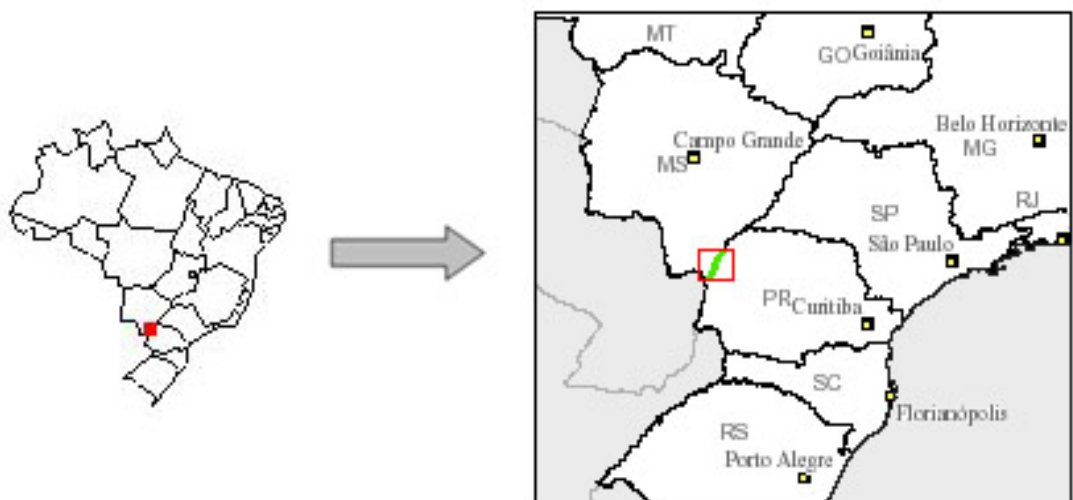 MT
GO Goiânia
Belo Horizonte
MG
Campo Grande
MS
RJ
SP
São Paulo
PR Curitiba
SC
Florianópolis
RS
Porto Alegre